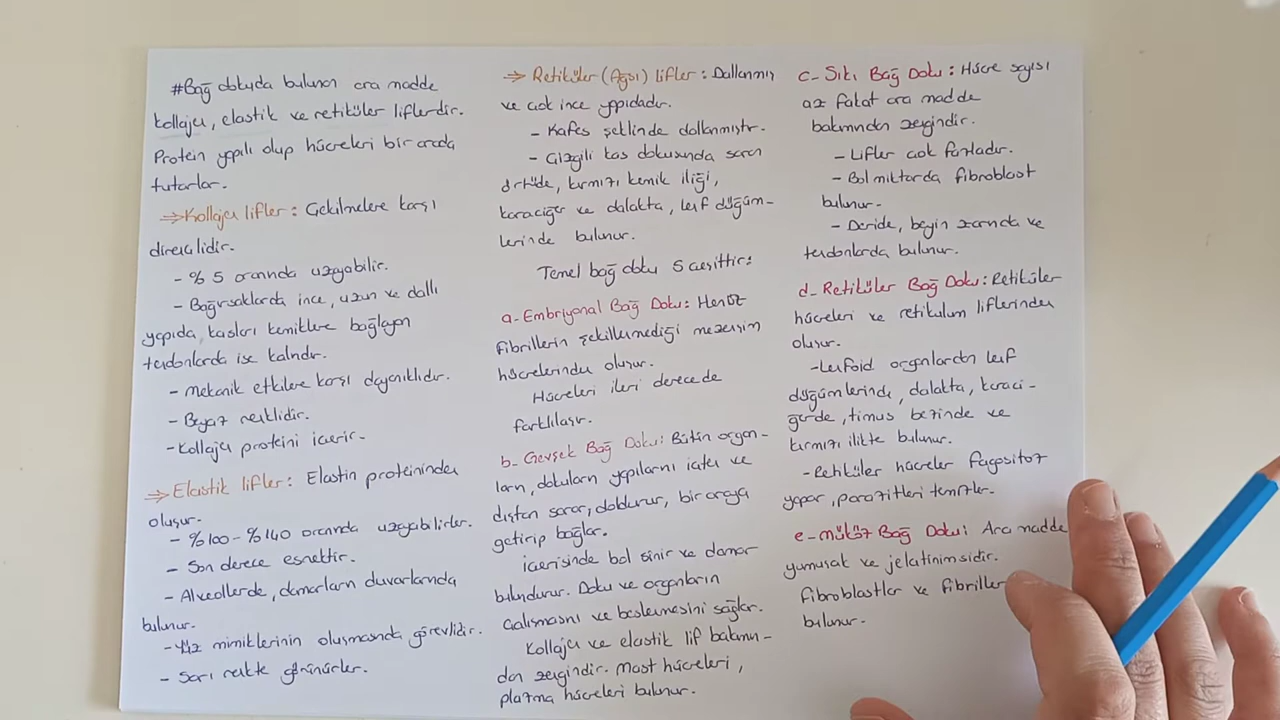 #Bağ dokuda bulunan ara madde
kollajen, elastik ve retiküler liflerdir.
Protein yapılı olup hücreleri bir arada
tutarlar.
⇒Kollajen lifler: Çekilmelere karşı
dirençlidir.
- %5 oranında uzayabilir.
- Bağırsaklarda ince, uzun ve dallı
yapıda, kasları kemiklere bağlayan
tendonlarda ise kalındır.
- Mekanik etkilere karşı dayanıklıdır.
- Beyaz renklidir.
- Kollajen proteini içerir.
⇒Elastik lifler: Elastin proteininden
oluşur.
- %100-%140 oranında uzayabilirler.
- Son derece esnektir.
- Alveollerde, damarların duvarlarında
bulunur.
- Yüz mimiklerinin oluşmasında görevlidir.
- Sarı renkte görünürler.
⇒ Retiküler (Ağsı) lifler: Dallanmış
ve çok ince yapıdadır.
- Kafes şeklinde dallanmıştır.
- Çizgili kas dokusunda saran
örtüde, kırmızı kemik iliği,
karaciğer ve dalakta, lenf düğüm-
lerinde bulunur.
Temel bağ doku 5 çeşittir:
a- Embriyonal Bağ Doku: Henüz
fibrillerin şekillenmediği mezenşim
hücrelerinden oluşur.
Hücreleri ileri derecede
farklılaşır.
b- Gevşek Bağ Doku: Bütün organ-
ların, dokuların yapılarını içten ve
dıştan sarar, doldurur, bir araya
getirip bağlar.
içerisinde bol sinir ve damar
bulundurur. Doku ve organların
çalışmasını ve beslenmesini sağlar.
Kollajen ve elastik lif bakımın-
dan zengindir. Mast hücreleri,
plazma hücreleri bulunur.
c- Sıkı Bağ Doku: Hücre sayısı
az fakat ara madde
bakımından zengindir.
- Lifler çok fazladır.
- Bol miktarda fibroblast
bulunur.
- Deride, beyin zarında ve
tendonlarda bulunur.
d- Retiküler Bağ Doku: Retiküler
hücreleri ve retikulum liflerinden
oluşur.
- Lenfoid organlardan lenf
düğümlerinde, dalakta, karaci-
ğerde, timus bezinde ve
kırmızı ilikte bulunur.
- Retiküler hücreler fagositoz
yapar, parazitleri temizler.
e- müköz Bağ Doku: Ara madde
yumuşak ve jelatinimsidir.
Fibroblastlar ve fibriller
bulunur.